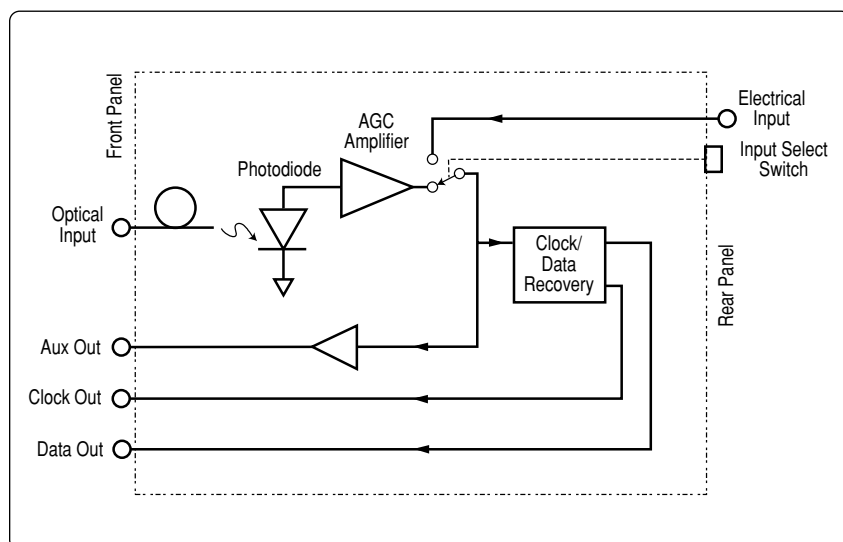 Front Panel
AGC
Amplifier
Electrical
Input
Input Select
Switch
Photodiode
Optical
Input
Clock/
Data
Recovery
Rear Panel
Aux Out
Clock Out
Data Out